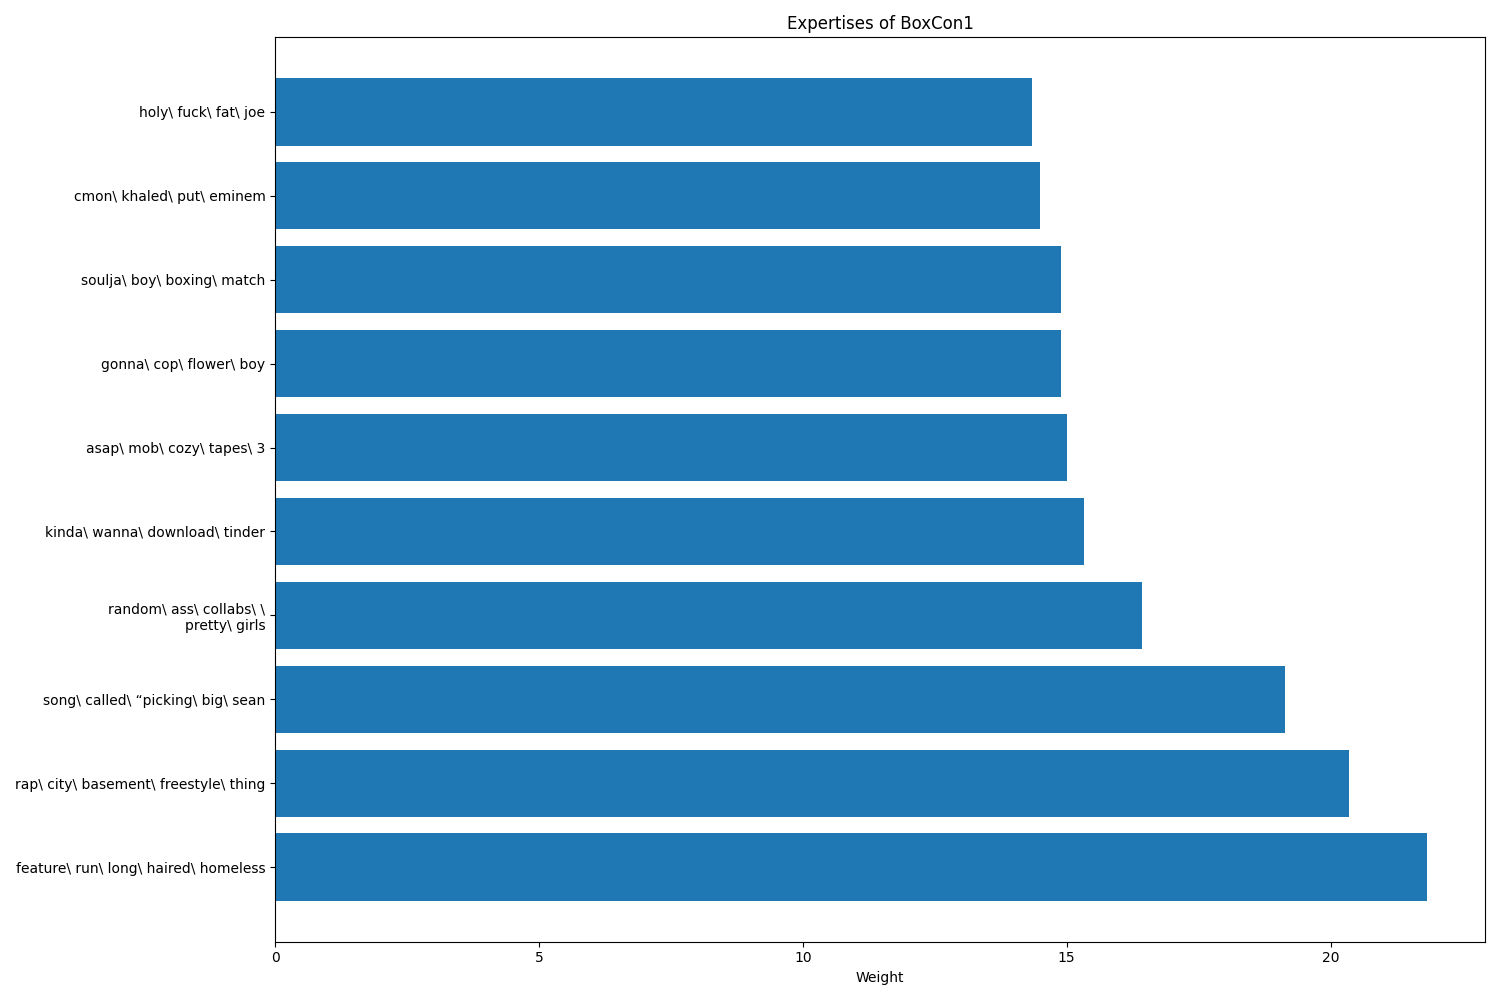 Expertises of BoxCon1
holy\ fuck\ fat\ joe
cmon\ khaled\ put\ eminem
soulja\ boy\ boxing\ match
gonna\ cop\ flower\ boy
asap\ mob\ cozy\ tapes\ 3
kinda\ wanna\ download\ tinder
random\ ass\ collabs\ \
pretty\ girls
song\ called\ “picking\ big\ sean
rap\ city\ basement\ freestyle\ thing
feature\ run\ long\ haired\ homeless
0 5 10 15 20
Weight